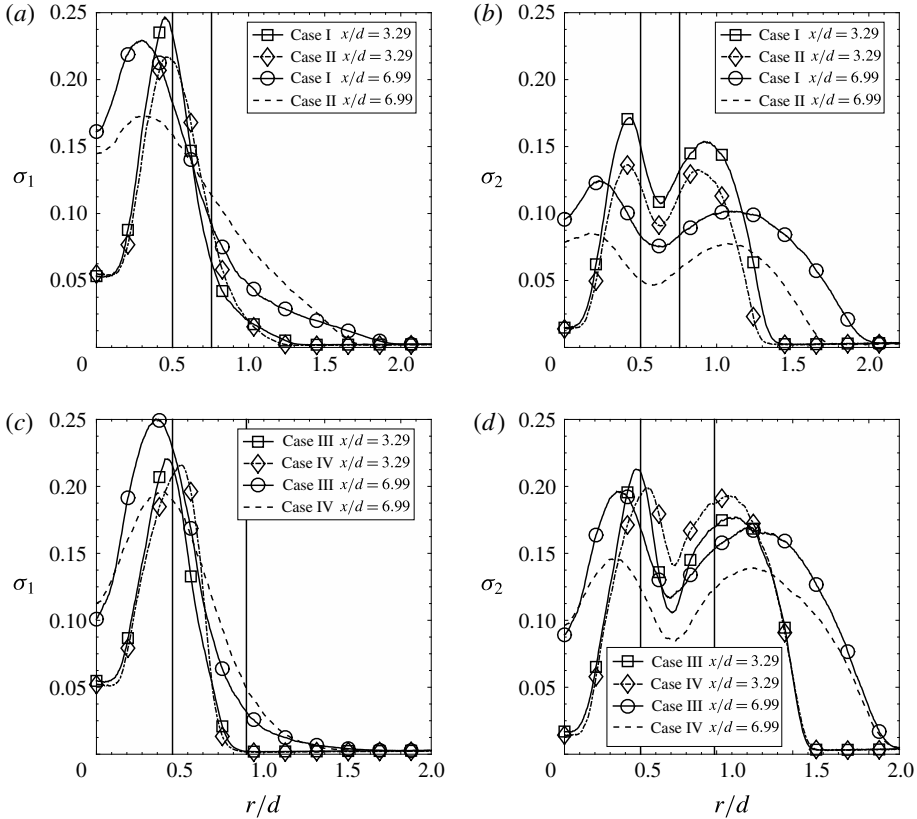 (a)
0.25
0.20
0.15
0.10
0.05
σ1
0 0.5 1.0 1.5 2.0
Case I x/d = 3.29
Case II x/d = 3.29
Case I x/d = 6.99
Case II x/d = 6.99
(b)
0.25
0.20
0.15
0.10
0.05
σ2
0 0.5 1.0 1.5 2.0
Case I x/d = 3.29
Case II x/d = 3.29
Case I x/d = 6.99
Case II x/d = 6.99
(c)
0.25
0.20
0.15
0.10
0.05
σ1
0 0.5 1.0 1.5 2.0
r/d
Case III x/d = 3.29
Case IV x/d = 3.29
Case III x/d = 6.99
Case IV x/d = 6.99
(d)
0.25
0.20
0.15
0.10
0.05
σ2
0 0.5 1.0 1.5 2.0
r/d
Case III x/d = 3.29
Case IV x/d = 3.29
Case III x/d = 6.99
Case IV x/d = 6.99